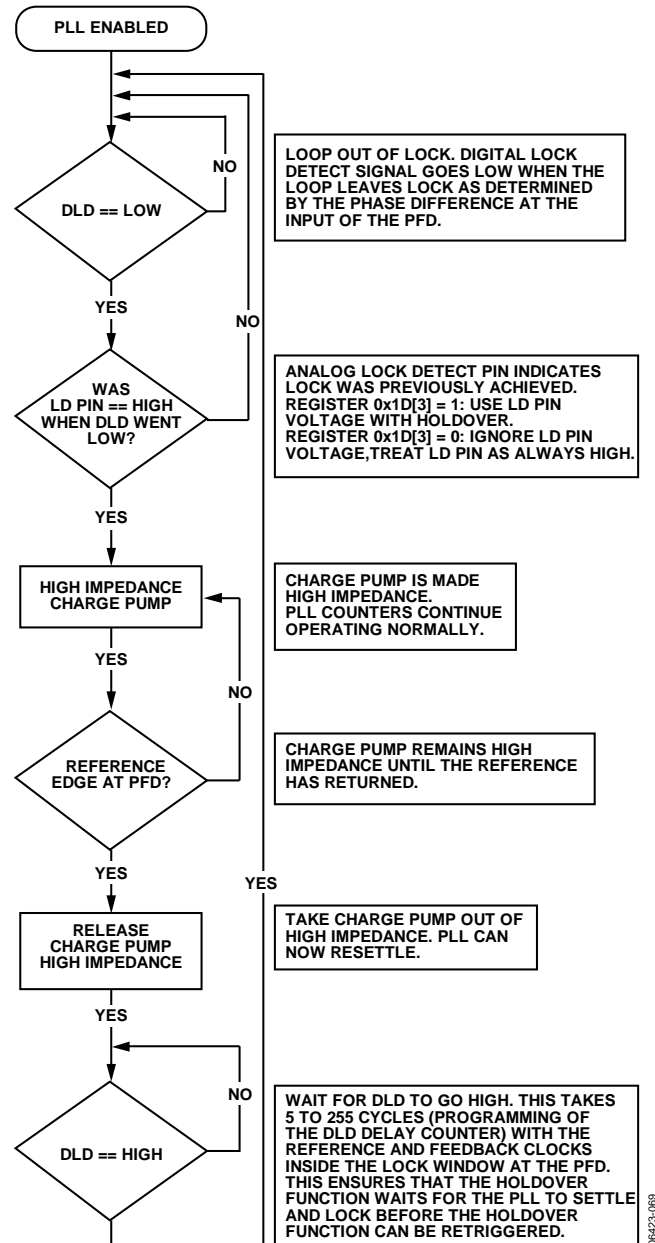 PLL ENABLED
NO
DLD == LOW
LOOP OUT OF LOCK. DIGITAL LOCK
DETECT SIGNAL GOES LOW WHEN THE
LOOP LEAVES LOCK AS DETERMINED
BY THE PHASE DIFFERENCE AT THE
INPUT OF THE PFD.
YES
NO
WAS
LD PIN == HIGH
WHEN DLD WENT
LOW?
ANALOG LOCK DETECT PIN INDICATES
LOCK WAS PREVIOUSLY ACHIEVED.
REGISTER 0x1D[3] = 1: USE LD PIN
VOLTAGE WITH HOLDOVER.
REGISTER 0x1D[3] = 0: IGNORE LD PIN
VOLTAGE,TREAT LD PIN AS ALWAYS HIGH.
YES
HIGH IMPEDANCE
CHARGE PUMP
CHARGE PUMP IS MADE
HIGH IMPEDANCE.
PLL COUNTERS CONTINUE
OPERATING NORMALLY.
YES
NO
REFERENCE
EDGE AT PFD?
CHARGE PUMP REMAINS HIGH
IMPEDANCE UNTIL THE REFERENCE
HAS RETURNED.
YES
YES
RELEASE
CHARGE PUMP
HIGH IMPEDANCE
TAKE CHARGE PUMP OUT OF
HIGH IMPEDANCE. PLL CAN
NOW RESETTLE.
YES
NO
DLD == HIGH
WAIT FOR DLD TO GO HIGH. THIS TAKES
5 TO 255 CYCLES (PROGRAMMING OF
THE DLD DELAY COUNTER) WITH THE
REFERENCE AND FEEDBACK CLOCKS
INSIDE THE LOCK WINDOW AT THE PFD.
THIS ENSURES THAT THE HOLDOVER
FUNCTION WAITS FOR THE PLL TO SETTLE
AND LOCK BEFORE THE HOLDOVER
FUNCTION CAN BE RETRIGGERED.
06423-069